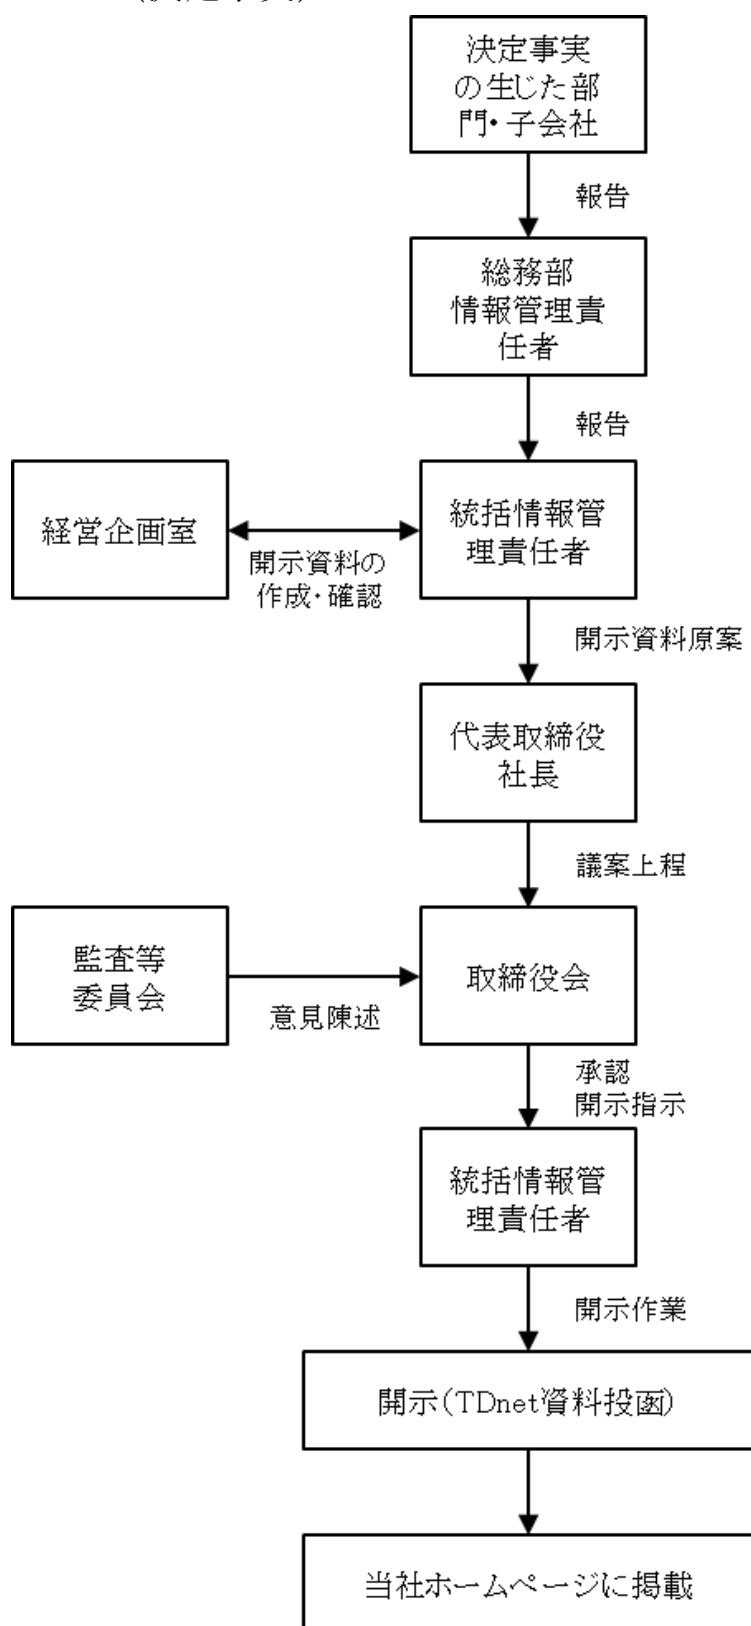 決定事実
の生じた部
門・子会社
報告
総務部
情報管理責
任者
報告
経営企画室
統括情報管
理責任者
開示資料の
作成・確認
開示資料原案
代表取締役
社長
議案上程
監査等
委員会
取締役会
意見陳述
承認
開示指示
統括情報管
理責任者
開示作業
開示(TDnet資料投函)
当社ホームページに掲載